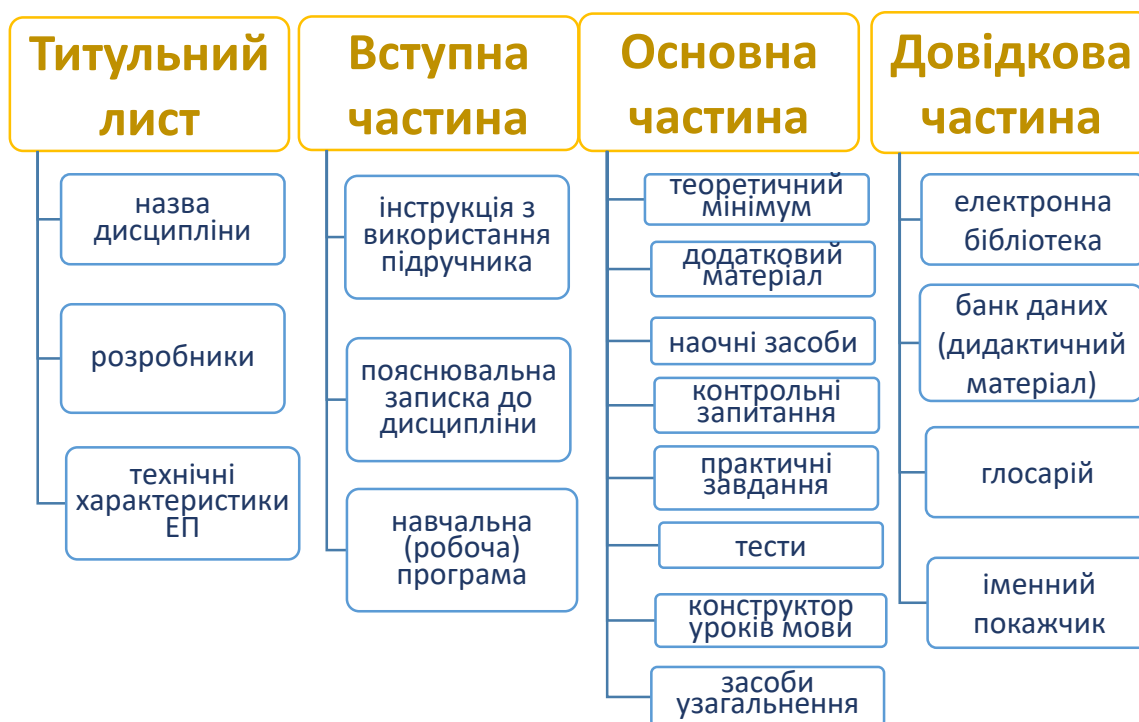 Титульний
лист
назва
дисципліни
розробники
технічні
характеристики
ЕП
Вступна
частина
інструкція з
використання
підручника
пояснювальна
записка до
дисципліни
навчальна
(робоча)
програма
Основна
частина
теоретичний
мінімум
додатковий
матеріал
наочні засоби
контрольні
запитання
практичні
завдання
тести
конструктор
уроків мови
засоби
узагальнення
Довідкова
частина
електронна
бібліотека
банк даних
(дидактичний
матеріал)
глосарій
іменний
покажчик